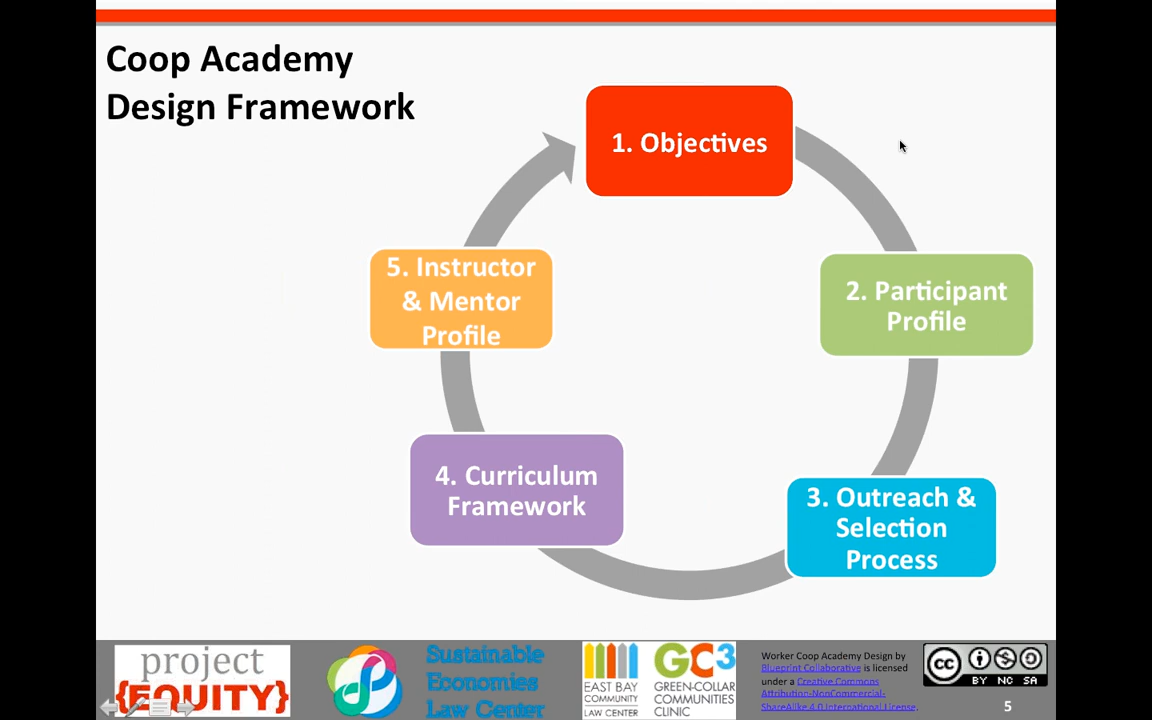 Coop Academy
Design Framework
1. Objectives
2. Participant
Profile
3. Outreach &
Selection
Process
4. Curriculum
Framework
5. Instructor
& Mentor
Profile
project
{EQUITY}
Sustainable
Economies
Law Center
EAST BAY
COMMUNITY
LAW CENTER
GC3
GREEN-COLLAR
COMMUNITIES
CLINIC
Worker Coop Academy Design by
Blueprint Collaborative is licensed
under a Creative Commons
Attribution-NonCommercial-
ShareAlike 4.0 International License.
cc
BY NC SA
5